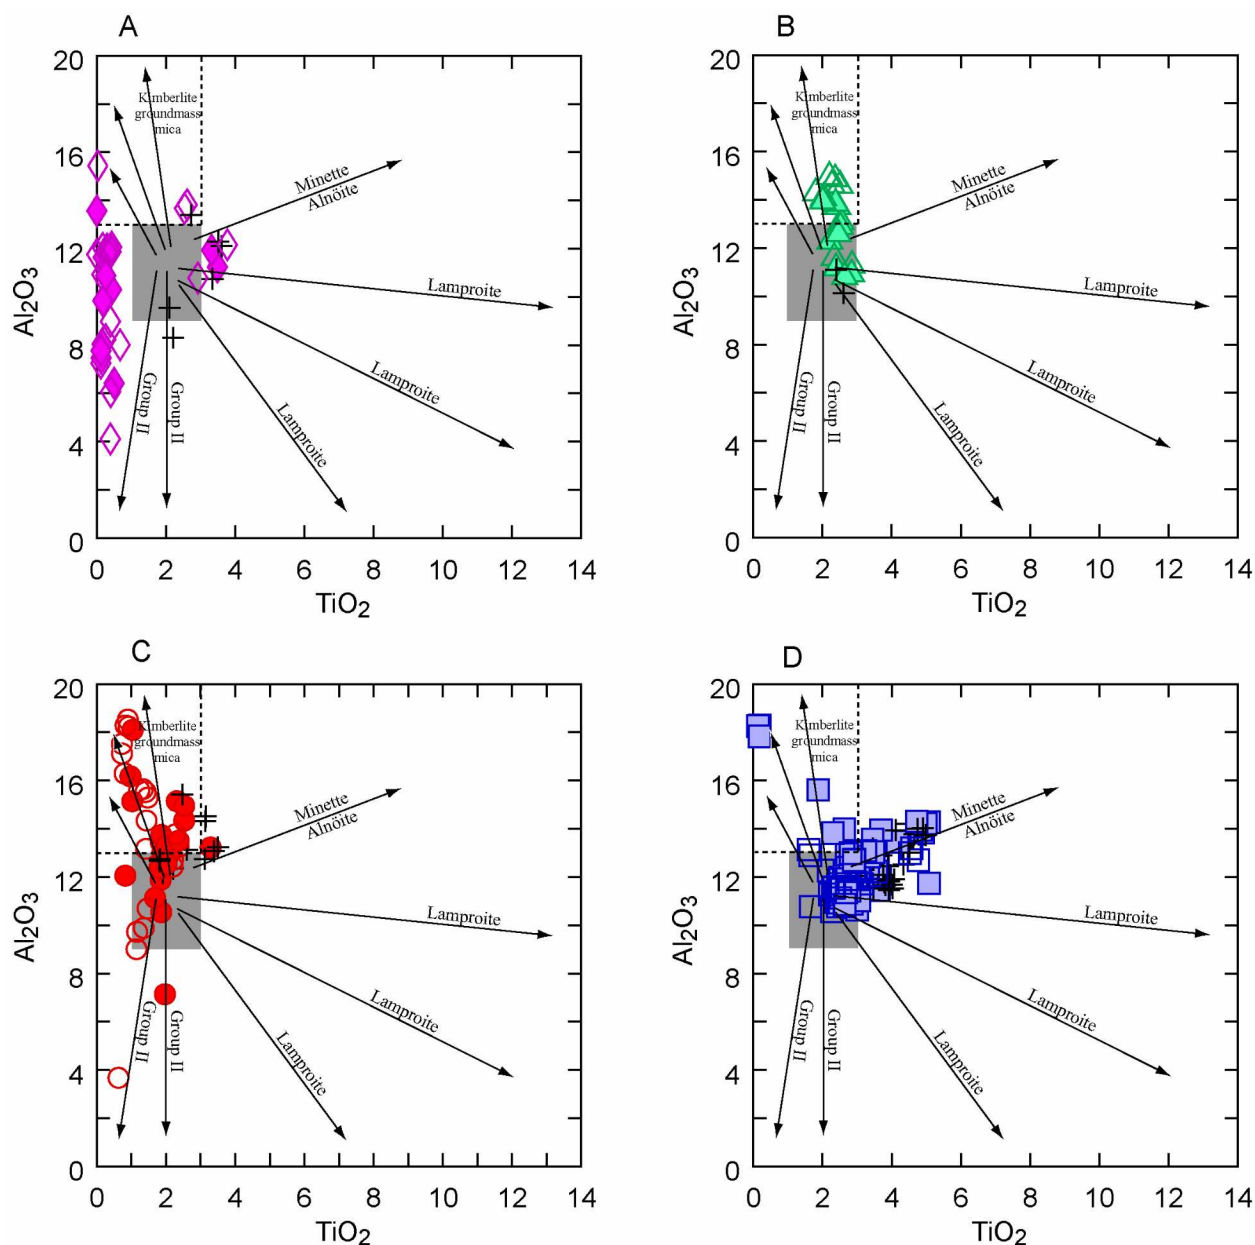 A
20
16
12
8
4
0
Al2O3
Kimberlite
groundmass
mica
Minette
Alnöite
Lamproite
Lamproite
Lamproite
Group II
Group II
0 2 4 6 8 10 12 14
TiO2
B
20
16
12
8
4
0
Al2O3
Kimberlite
groundmass
mica
Minette
Alnöite
Lamproite
Lamproite
Lamproite
Group II
Group II
0 2 4 6 8 10 12 14
TiO2
C
20
16
12
8
4
0
Al2O3
Kimberlite
groundmass
mica
Minette
Alnöite
Lamproite
Lamproite
Lamproite
Group II
Group II
0 2 4 6 8 10 12 14
TiO2
D
20
16
12
8
4
0
Al2O3
Kimberlite
groundmass
mica
Minette
Alnöite
Lamproite
Lamproite
Lamproite
Group II
Group II
0 2 4 6 8 10 12 14
TiO2